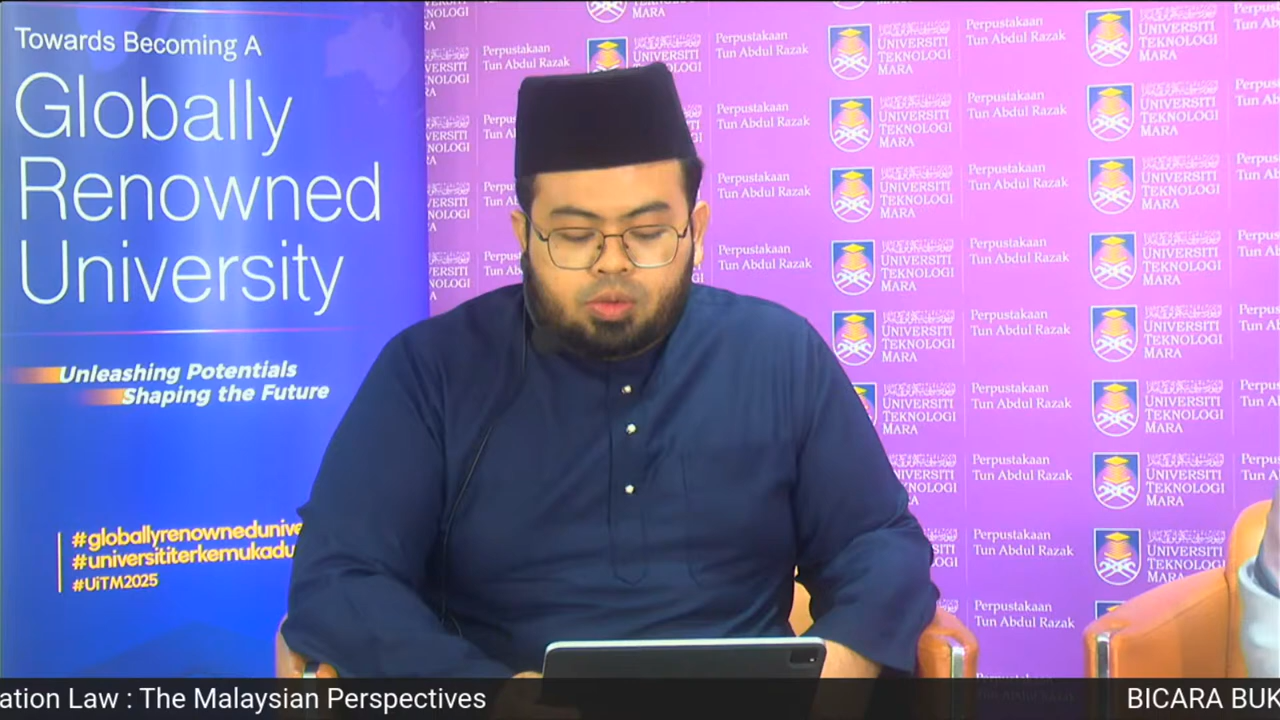 Towards Becoming A
Globally
Renowned
University
Unleashing Potentials
Shaping the Future
#globallyrenownedunive
#universititerkemukadu
#UiTM2025
Perpustakaan
Tun Abdul Razak
UNIVERSITI
TEKNOLOGI
MARA
ation Law : The Malaysian Perspectives
BICARA BUK